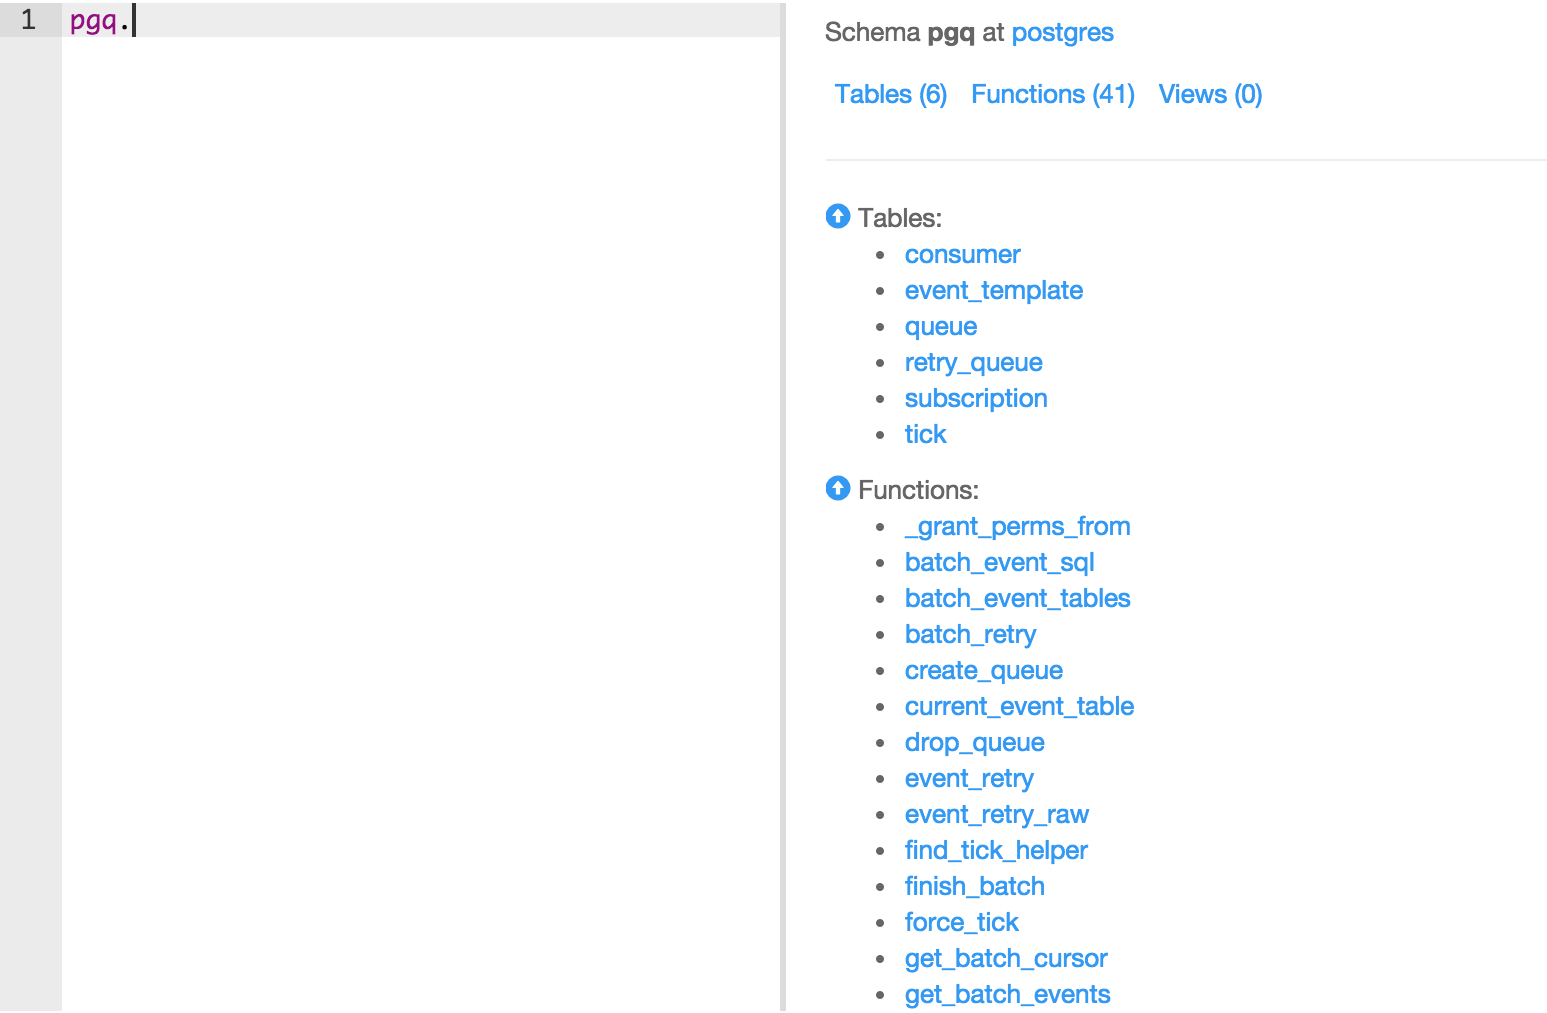 1 pgq.
Schema pgq at postgres
Tables (6) Functions (41) Views (0)
Tables:
consumer
event_template
queue
retry_queue
subscription
tick
Functions:
_grant_perms_from
batch_event_sql
batch_event_tables
batch_retry
create_queue
current_event_table
drop_queue
event_retry
event_retry_raw
find_tick_helper
finish_batch
force_tick
get_batch_cursor
get_batch_events